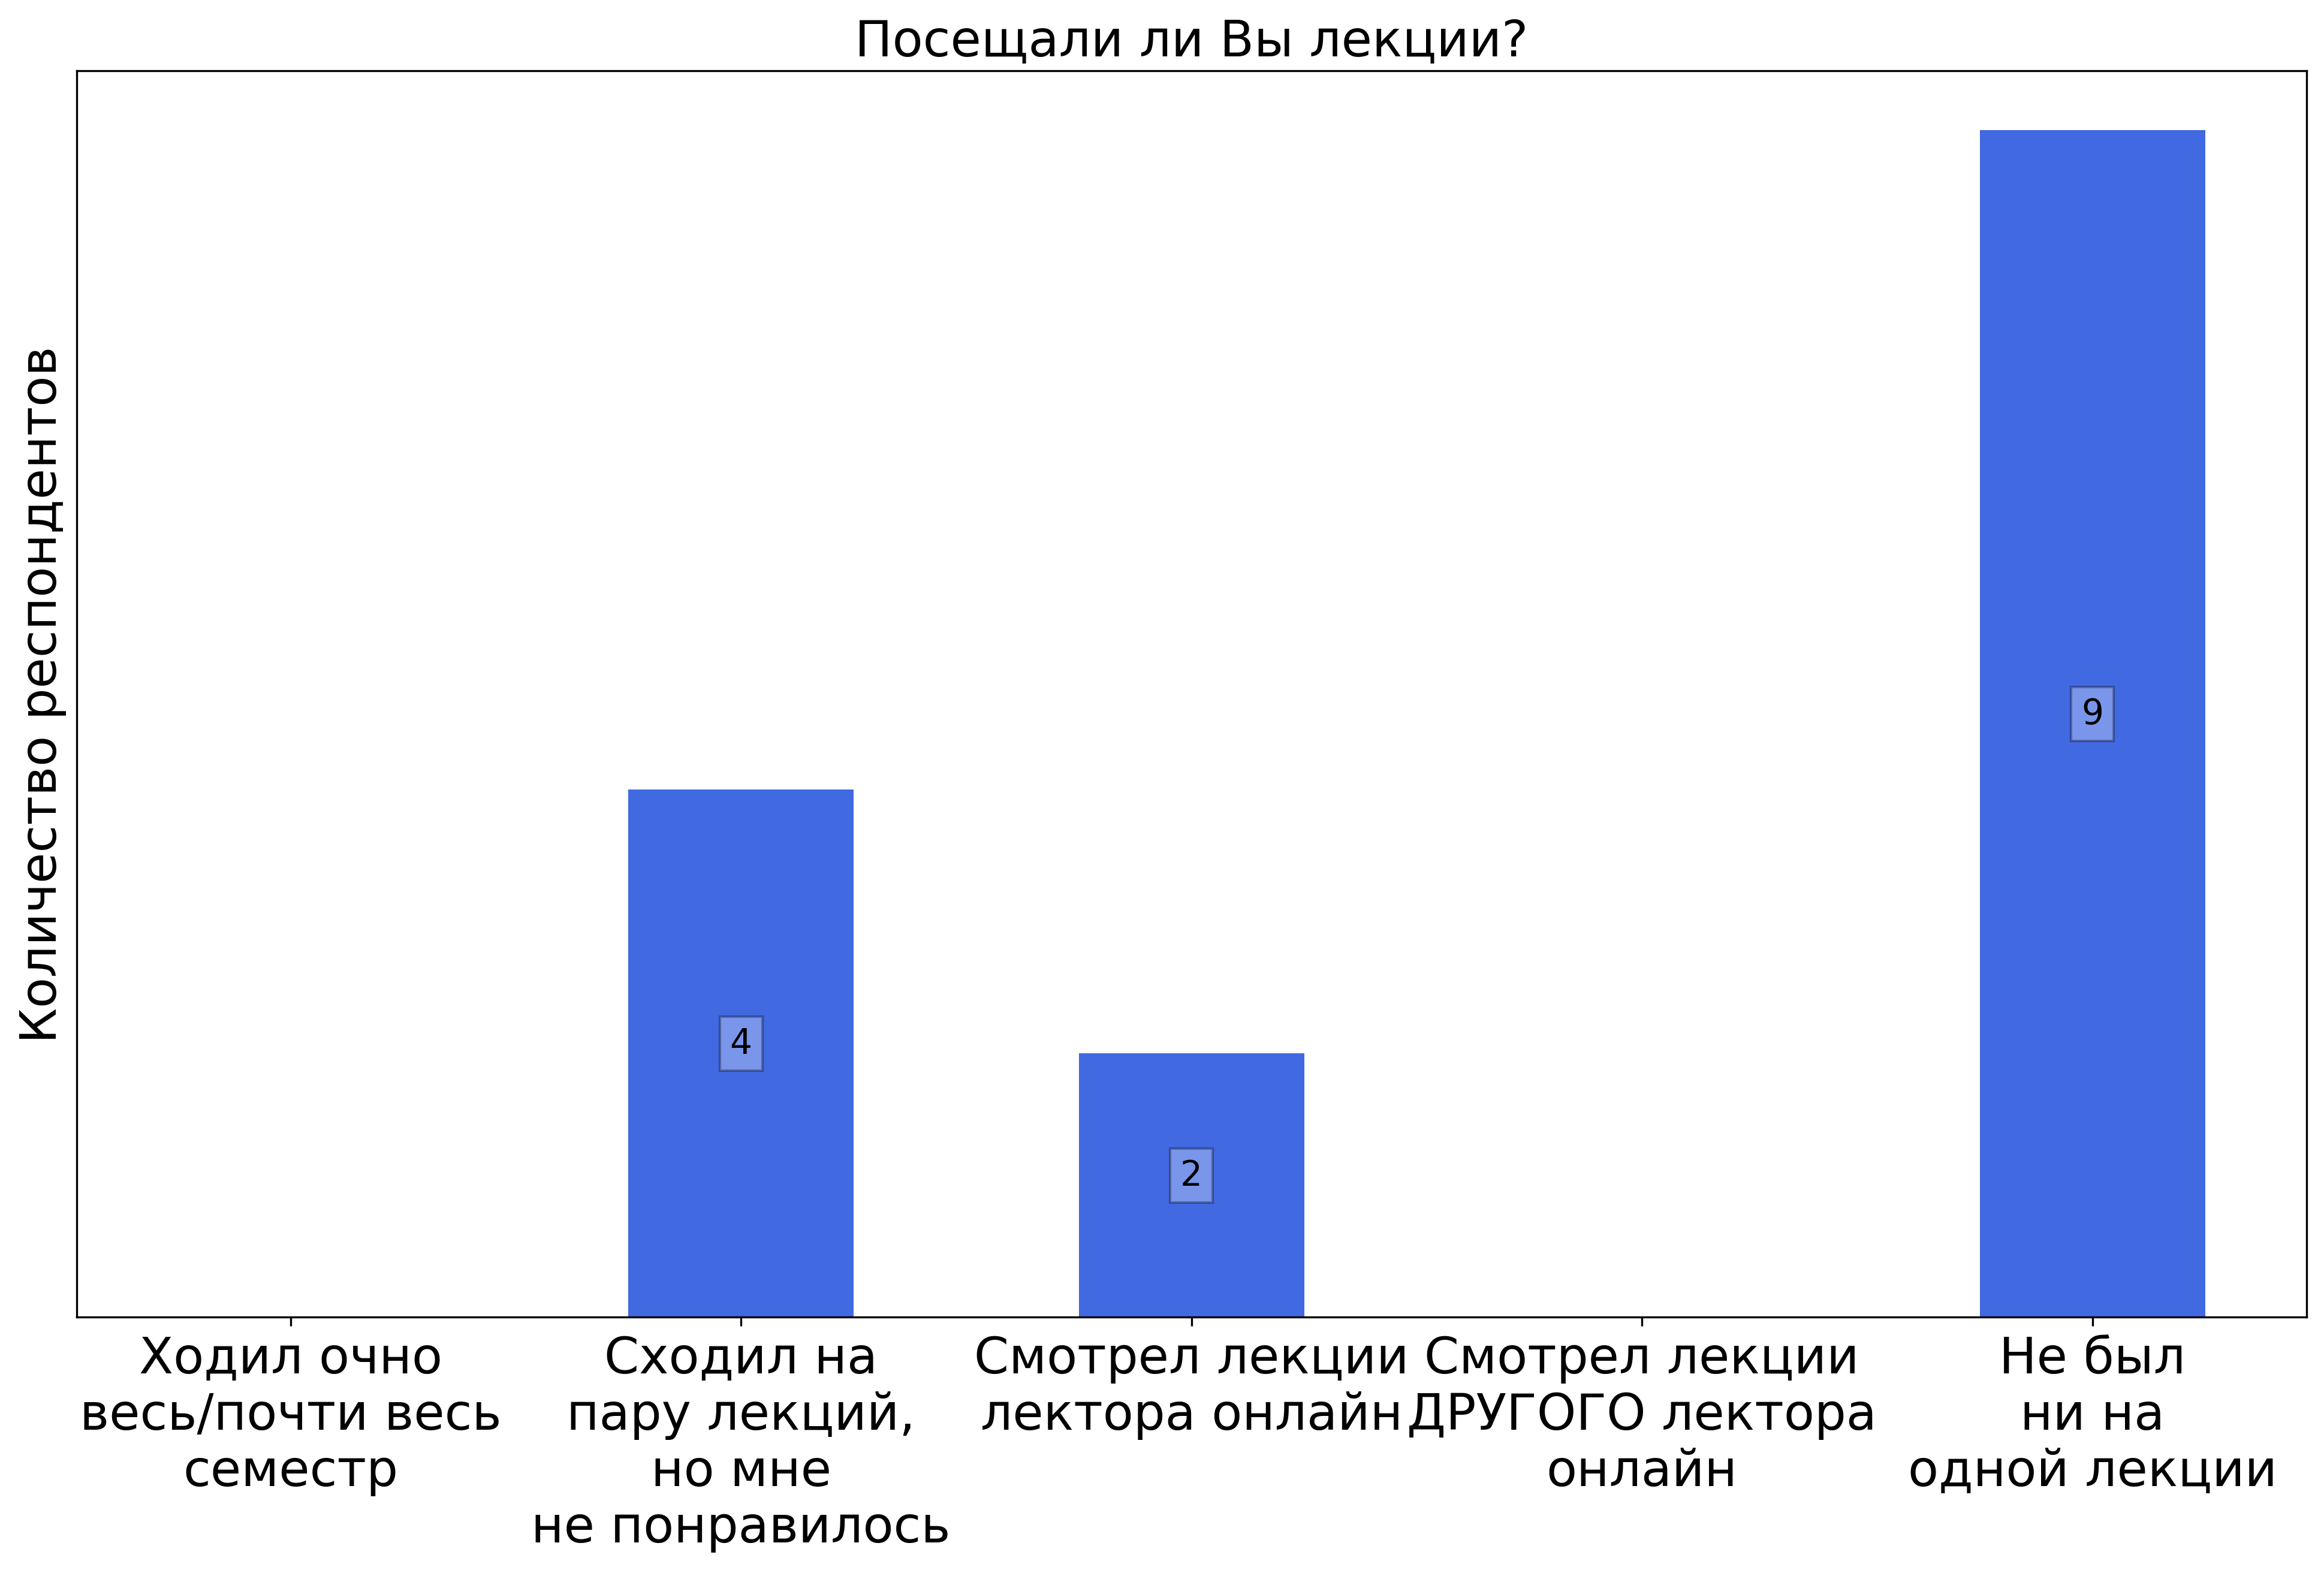 Посещали ли Вы лекции?
Количество респондентов
4
2
9
Ходил очно
весь/почти весь
семестр
Сходил на
пару лекций,
но мне
не понравилось
Смотрел лекции
лектора онлайн
Смотрел лекции
ДРУГОГО лектора
онлайн
Не был
ни на
одной лекции